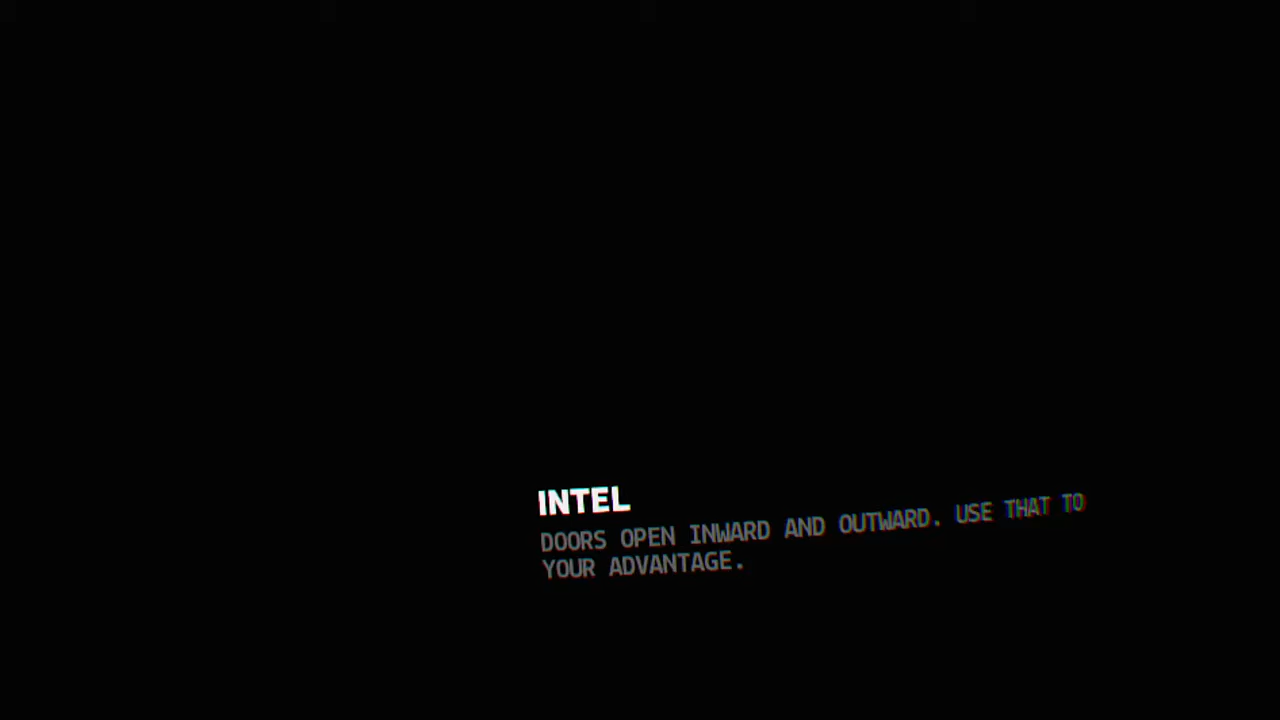 INTEL
DOORS OPEN INWARD AND OUTWARD. USE THAT TO
YOUR ADVANTAGE.